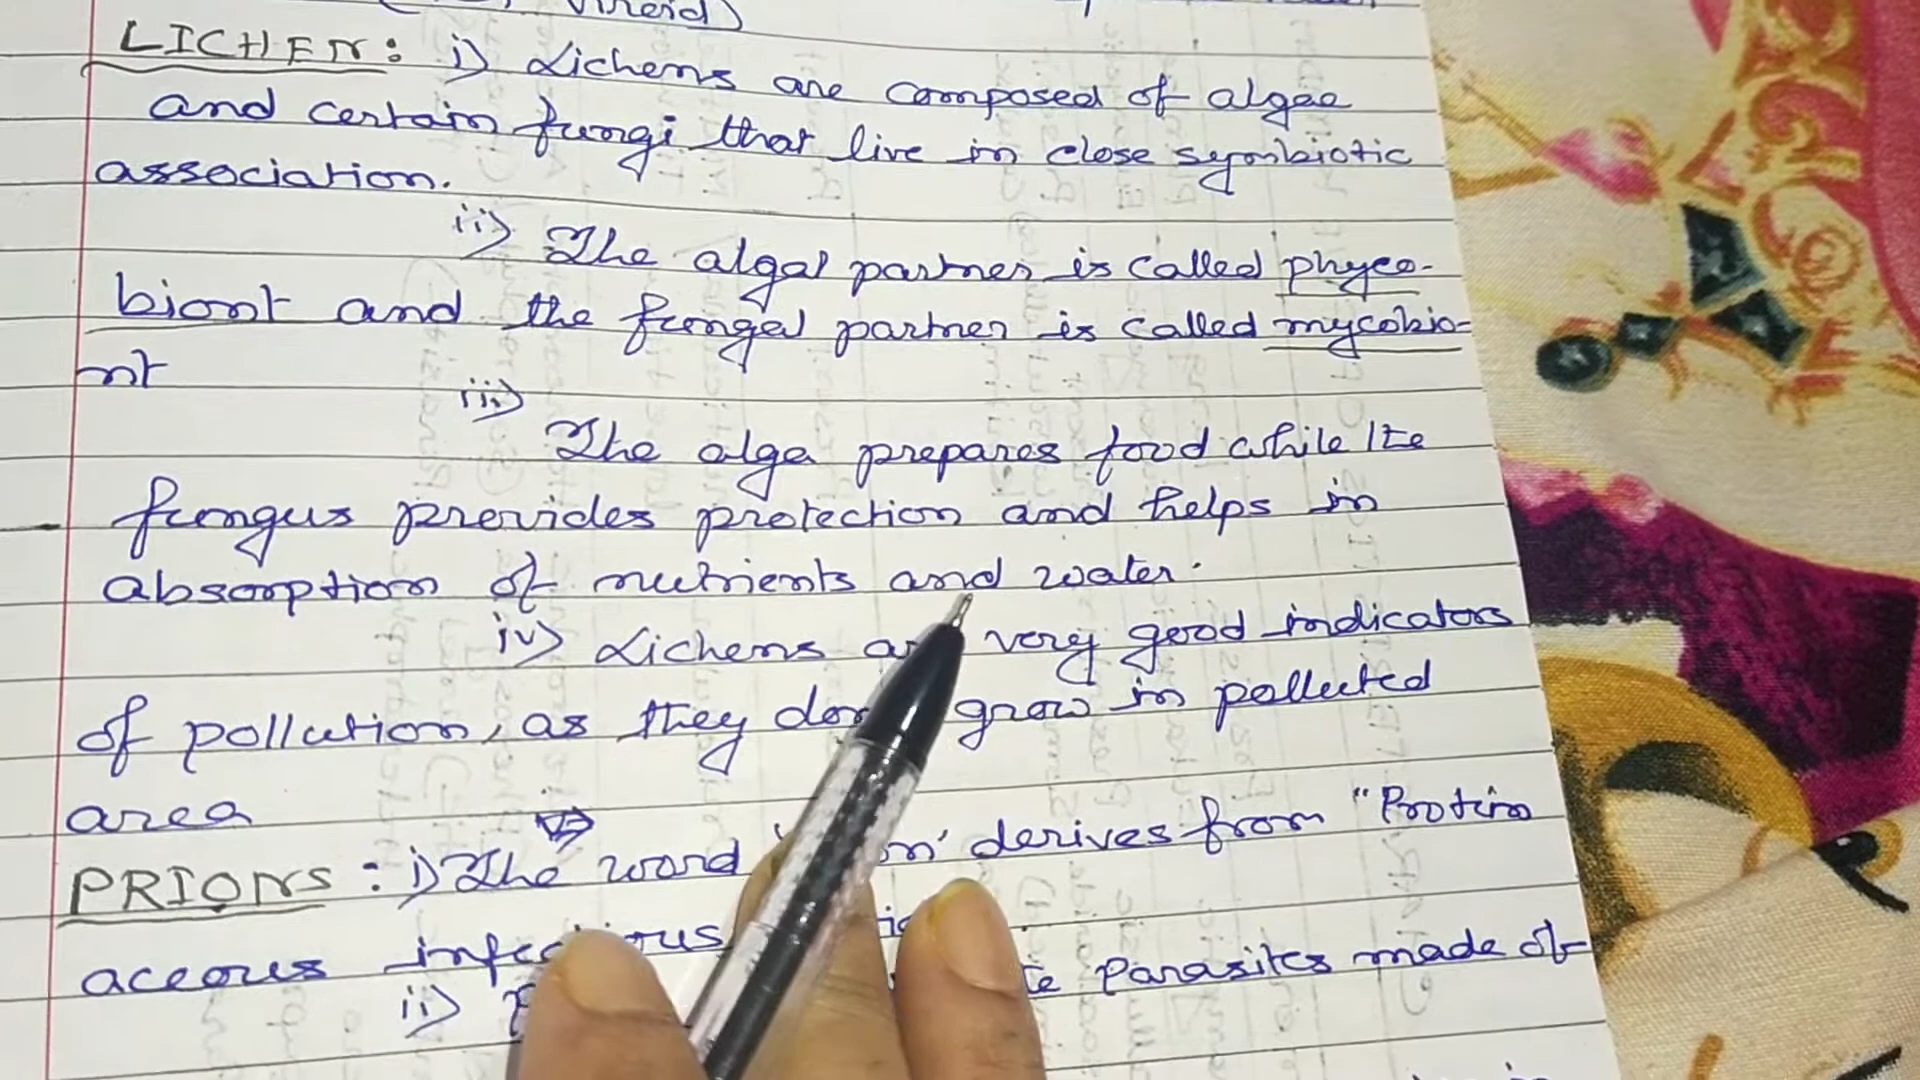 Viroid)
LICHEN: i) Lichens are composed of algae
and certain fungi that live in close symbiotic
association.
ii) The algal partner is called phyco-
biont and the fungal partner is called mycobio-
nt
iii) The alga prepares food while the
fungus provides protection and helps in
absorption of nutrients and water.
iv) Lichens very good indicators
of pollution, as they grow in polluted
area
PRIONS: i) The word derives from "Protin
aceous
ii) Parasites made of